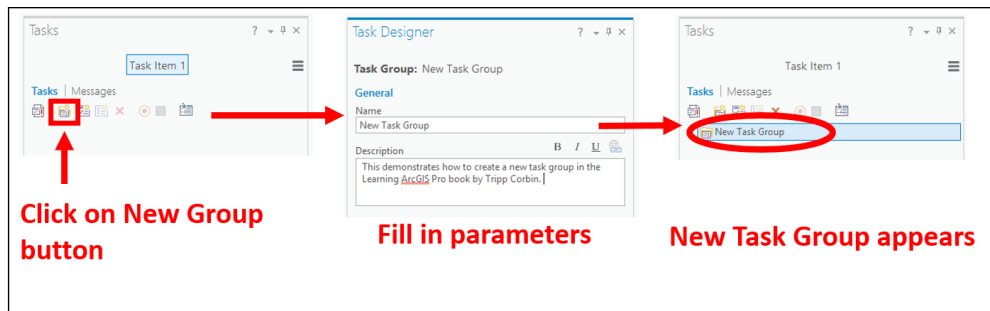 Tasks
Task Item 1
Tasks | Messages
Click on New Group
button
Task Designer
Task Group: New Task Group
General
Name
New Task Group
Description
B I U
This demonstrates how to create a new task group in the
Learning ArcGIS Pro book by Tripp Corbin.
Fill in parameters
Tasks
Task Item 1
Tasks | Messages
New Task Group
New Task Group appears